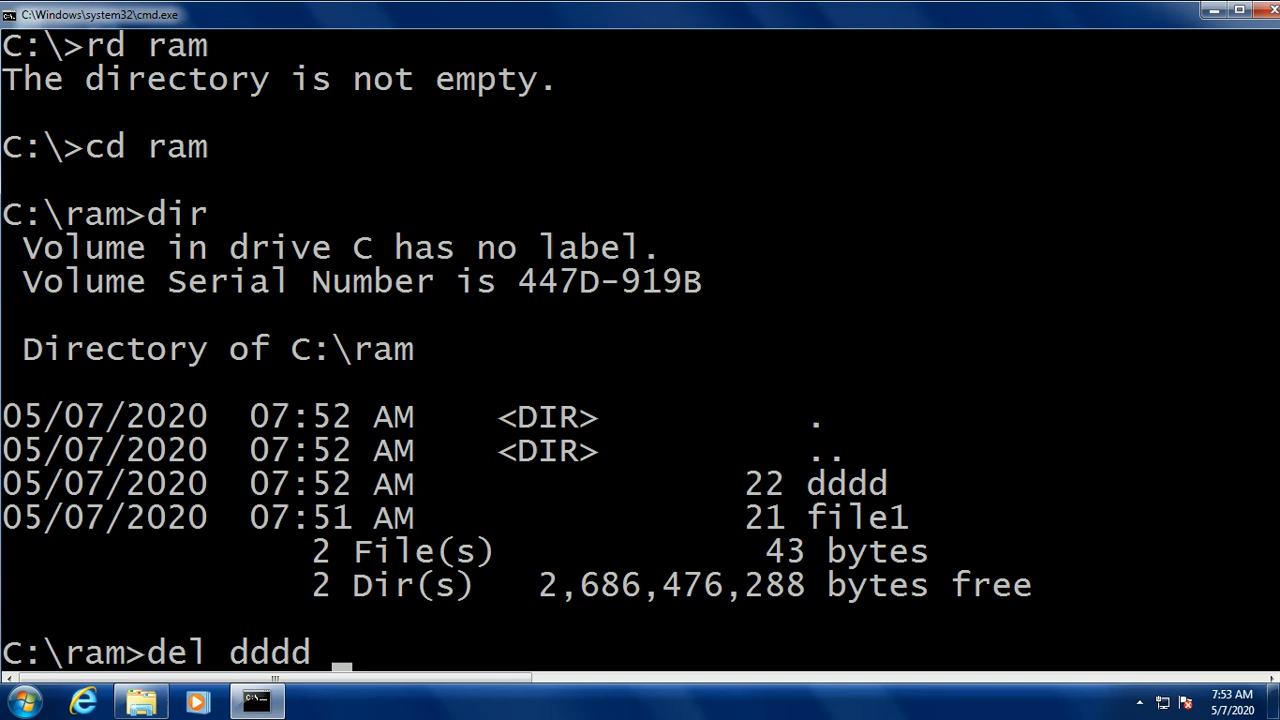 C:\Windows\system32\cmd.exe
C:\>rd ram
The directory is not empty.
C:\>cd ram
C:\ram>dir
Volume in drive C has no label.
Volume Serial Number is 447D-919B
Directory of C:\ram
05/07/2020 07:52 AM <DIR> .
05/07/2020 07:52 AM <DIR> ..
05/07/2020 07:52 AM 22 dddd
05/07/2020 07:51 AM 21 file1
2 File(s) 43 bytes
2 Dir(s) 2,686,476,288 bytes free
C:\ram>del dddd _
7:53 AM
5/7/2020